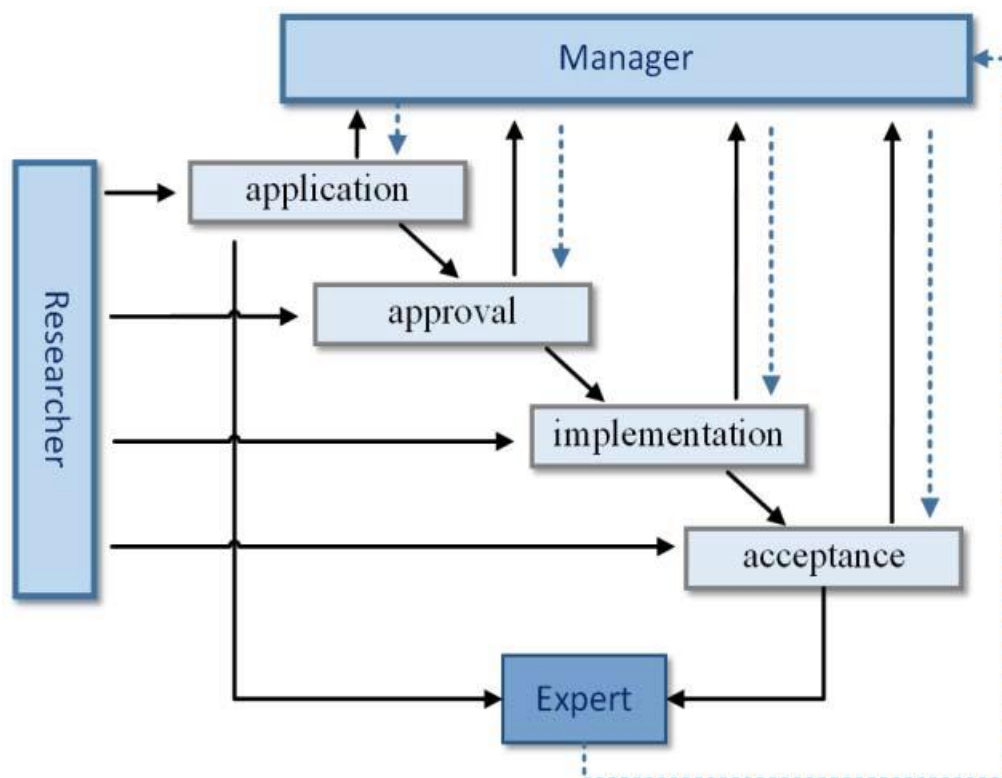 Manager
application
Researcher
approval
implementation
acceptance
Expert